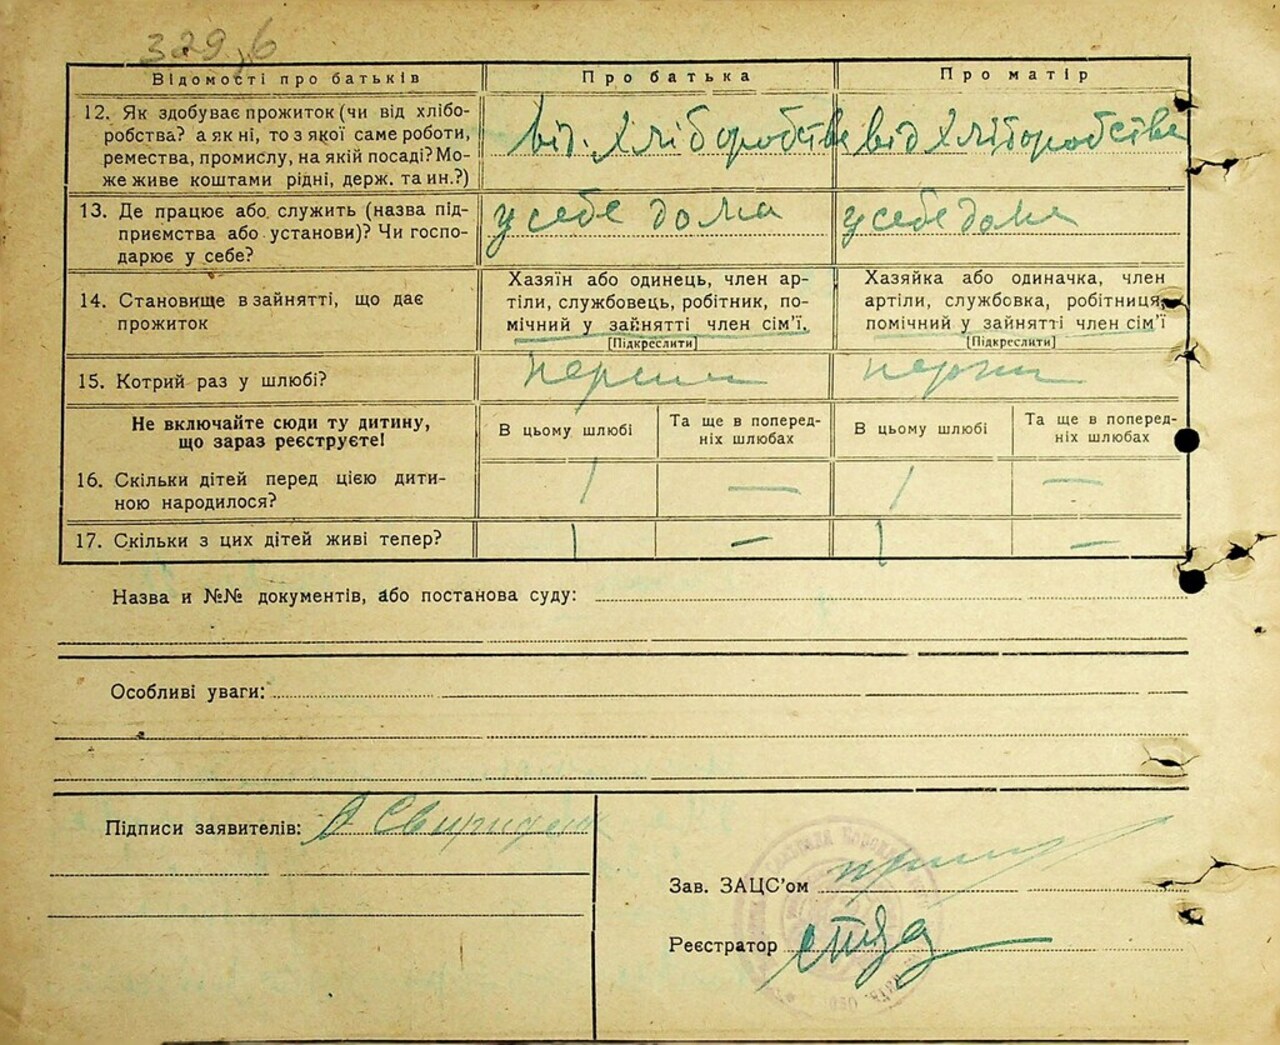 329,6
Відомості про батьків Про батька Про матір
12. Як здобуває прожиток (чи від хлібо-
робства? а як ні, то з якої саме роботи,
ремества, промислу, на якій посаді? Мо-
же живе коштами рідні, держ. та ин.?)
від. Хліборобства від Хліборобства
13. Де працює або служить (назва під-
приємства або установи)? Чи госпо-
дарює у себе?
у себе дома у себе дома
14. Становище в зайнятті, що дає
прожиток
Хазяїн або одинець, член ар-
тіли, службовець, робітник, по-
мічний у зайнятті член сім’ї.
[Підкреслити]
Хазяйка або одиначка, член
артіли, службовка, робітниця,
помічний у зайнятті член сім’ї
[Підкреслити]
15. Котрий раз у шлюбі?
Не включайте сюди ту дитину,
що зараз реєструєте!
В цьому шлюбі
Та ще в поперед-
ніх шлюбах
В цьому шлюбі
Та ще в поперед-
ніх шлюбах
16. Скільки дітей перед цією дити-
ною народилося?
1 — 1 —
17. Скільки з цих дітей живі тепер? 1 — 1 —
Назва и №№ документів, або постанова суду:
Особливі уваги:
Підписи заявителів:
Зав. ЗАЦС’ом
Реєстратор